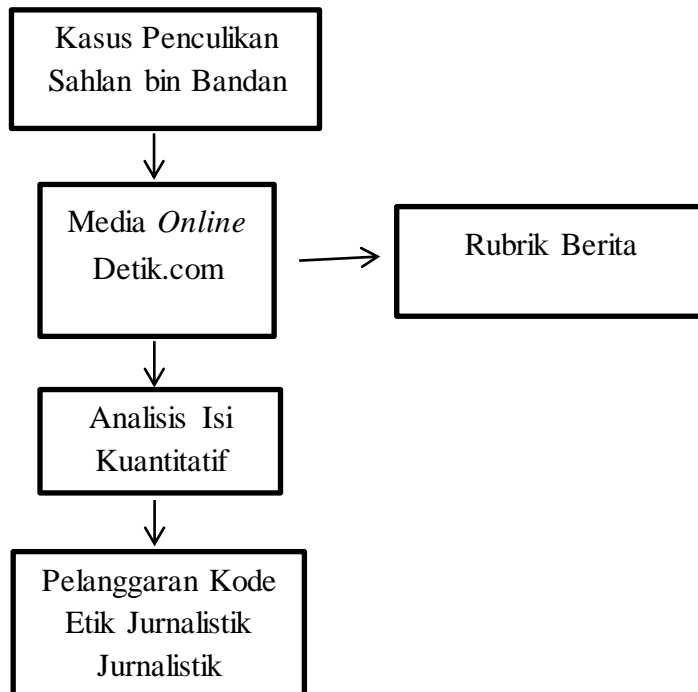 Kasus Penculikan
Sahlan bin Bandan
Media Online
Detik.com
Rubrik Berita
Analisis Isi
Kuantitatif
Pelanggaran Kode
Etik Jurnalistik
Jurnalistik